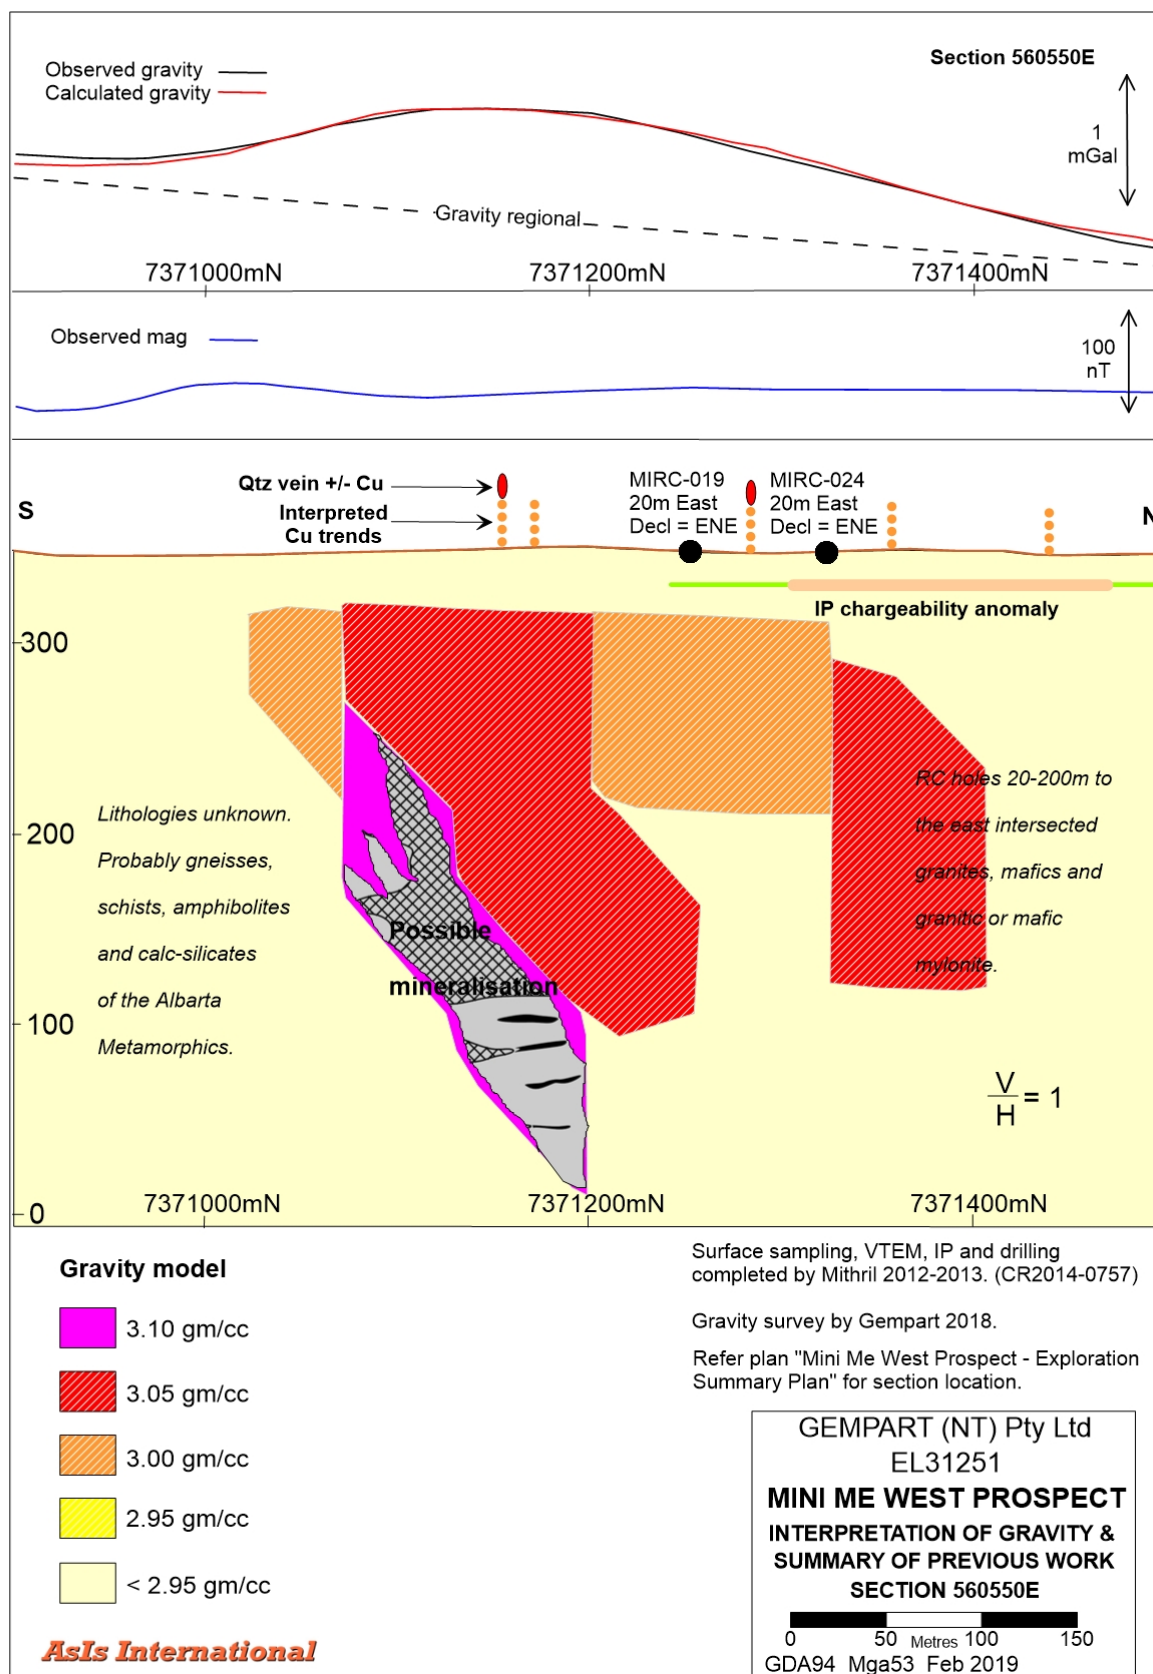 Section 560550E
Observed gravity
Calculated gravity
1
mGal
Gravity regional
7371000mN 7371200mN 7371400mN
Observed mag
100
nT
S
N
Qtz vein +/- Cu
Interpreted
Cu trends
MIRC-019
20m East
Decl = ENE
MIRC-024
20m East
Decl = ENE
IP chargeability anomaly
300
200
100
0
Lithologies unknown.
Probably gneisses,
schists, amphibolites
and calc-silicates
of the Albarta
Metamorphics.
Possible
mineralisation
RC holes 20-200m to
the east intersected
granites, mafics and
granitic or mafic
mylonite.
V
H
= 1
7371000mN 7371200mN 7371400mN
Gravity model
3.10 gm/cc
3.05 gm/cc
3.00 gm/cc
2.95 gm/cc
< 2.95 gm/cc
AsIs International
Surface sampling, VTEM, IP and drilling
completed by Mithril 2012-2013. (CR2014-0757)
Gravity survey by Gempart 2018.
Refer plan "Mini Me West Prospect - Exploration
Summary Plan" for section location.
GEMPART (NT) Pty Ltd
EL31251
MINI ME WEST PROSPECT
INTERPRETATION OF GRAVITY &
SUMMARY OF PREVIOUS WORK
SECTION 560550E
0 50 Metres 100 150
GDA94 Mga53 Feb 2019